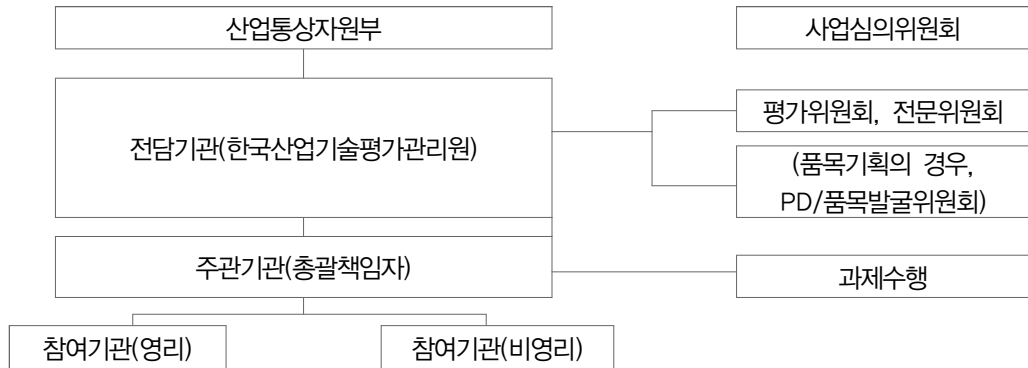 산업통상자원부
사업심의위원회
전담기관(한국산업기술평가관리원)
평가위원회, 전문위원회
(품목기획의 경우,
PD/품목발굴위원회)
주관기관(총괄책임자)
과제수행
참여기관(영리)
참여기관(비영리)